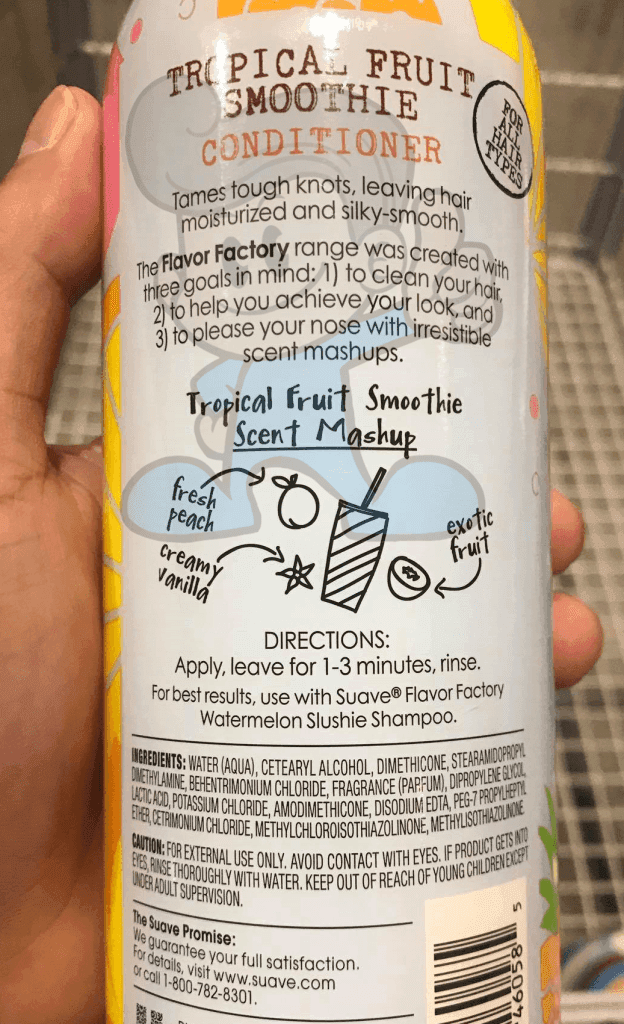 TROPICAL FRUIT
SMOOTHIE
CONDITIONER
FOR
ALL
HAIR
TYPES
Tames tough knots, leaving hair
moisturized and silky-smooth.
The Flavor Factory range was created with
three goals in mind: 1) to clean your hair,
2) to help you achieve your look, and
3) to please your nose with irresistible
scent mashups.
Tropical Fruit Smoothie
Scent Mashup
fresh
peach
creamy
vanilla
exotic
fruit
DIRECTIONS:
Apply, leave for 1-3 minutes, rinse.
For best results, use with Suave® Flavor Factory
Watermelon Slushie Shampoo.
INGREDIENTS: WATER (AQUA), CETEARYL ALCOHOL, DIMETHICONE, STEARAMIDOPROPYL
DIMETHYLAMINE, BEHENTRIMONIUM CHLORIDE, FRAGRANCE (PARFUM), DIPROPYLENE GLYCOL,
LACTIC ACID, POTASSIUM CHLORIDE, AMODIMETHICONE, DISODIUM EDTA, PEG-7 PROPYLHEPTYL
ETHER, CETRIMONIUM CHLORIDE, METHYLCHLOROISOTHIAZOLINONE, METHYLISOTHIAZOLINONE.
CAUTION: FOR EXTERNAL USE ONLY. AVOID CONTACT WITH EYES. IF PRODUCT GETS INTO
EYES, RINSE THOROUGHLY WITH WATER. KEEP OUT OF REACH OF YOUNG CHILDREN EXCEPT
UNDER ADULT SUPERVISION.
The Suave Promise:
We guarantee your full satisfaction.
For details, visit www.suave.com
or call 1-800-782-8301.
46058 5